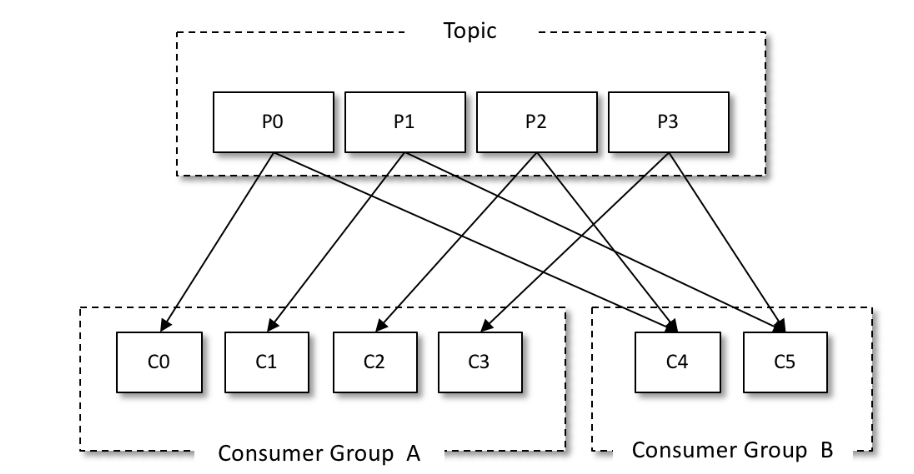 Topic
P0
P1
P2
P3
C0
C1
C2
C3
C4
C5
Consumer Group A
Consumer Group B